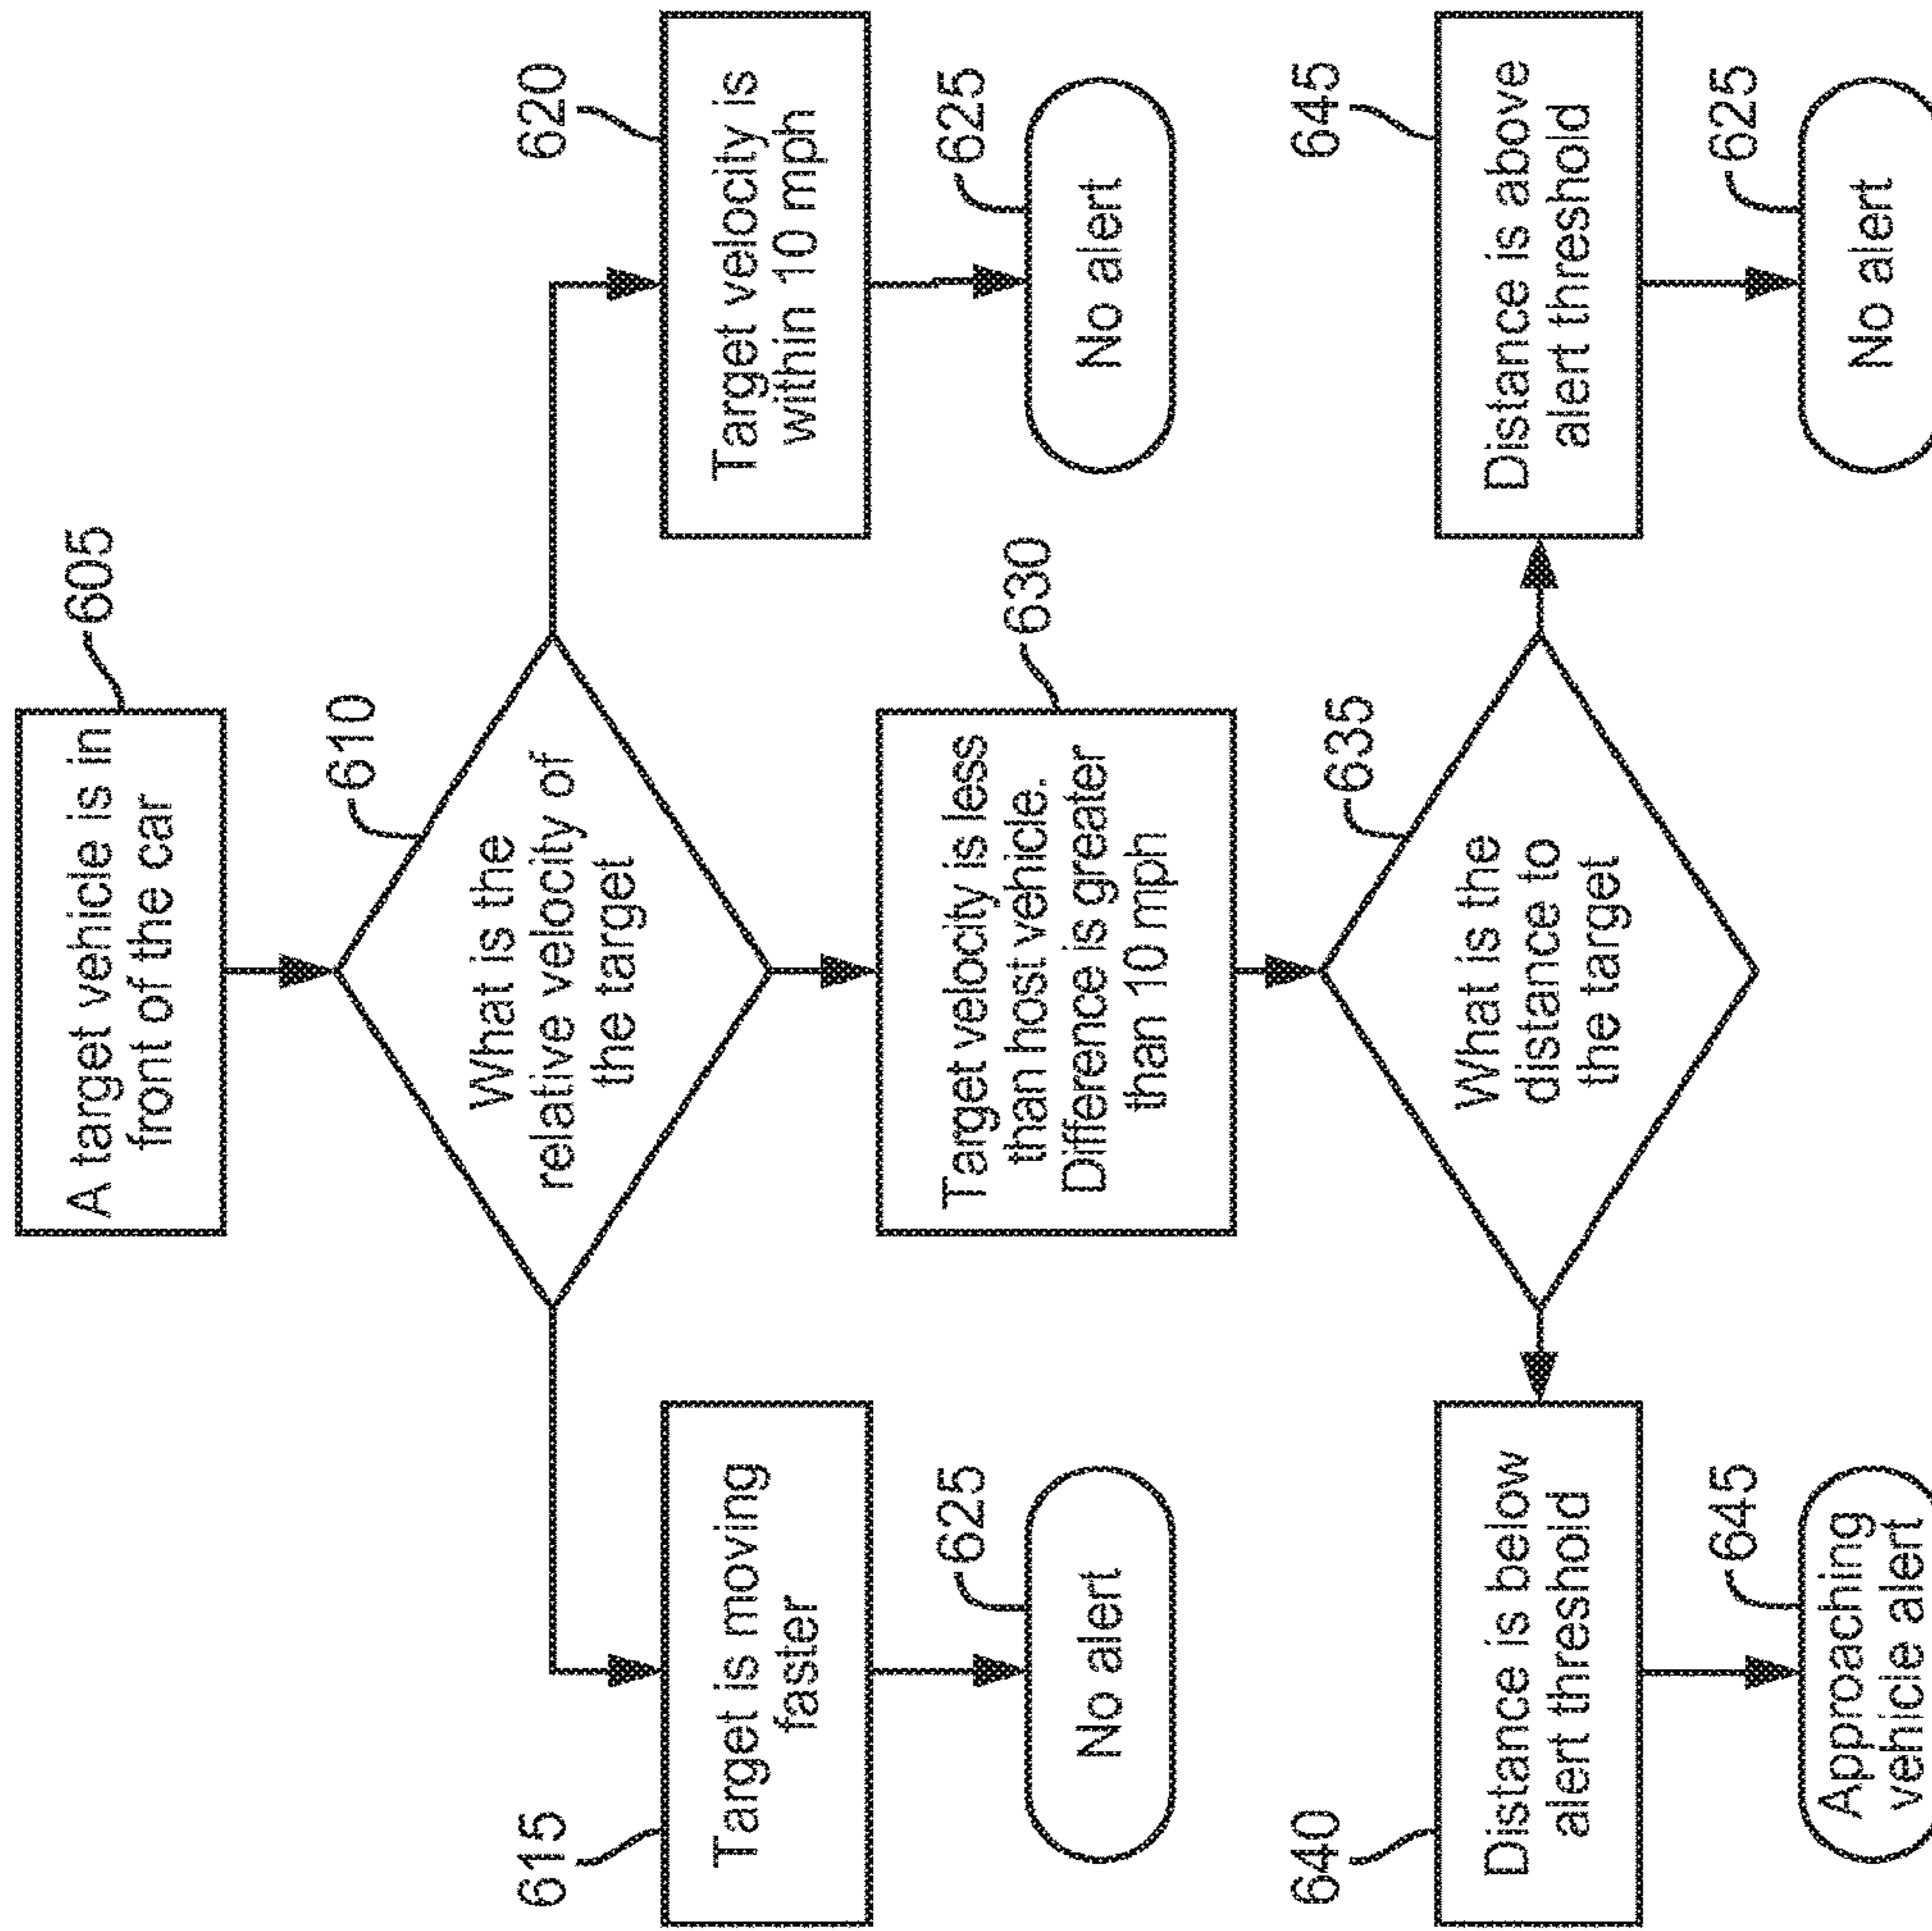 605
A target vehicle is in
front of the car
610
What is the
relative velocity of
the target
615
Target is moving
faster
625
No alert
620
Target velocity is
within 10 mph
625
No alert
630
Target velocity is less
than host vehicle.
Difference is greater
than 10 mph
635
What is the
distance to
the target
640
Distance is below
alert threshold
645
Approaching
vehicle alert
645
Distance is above
alert threshold
625
No alert